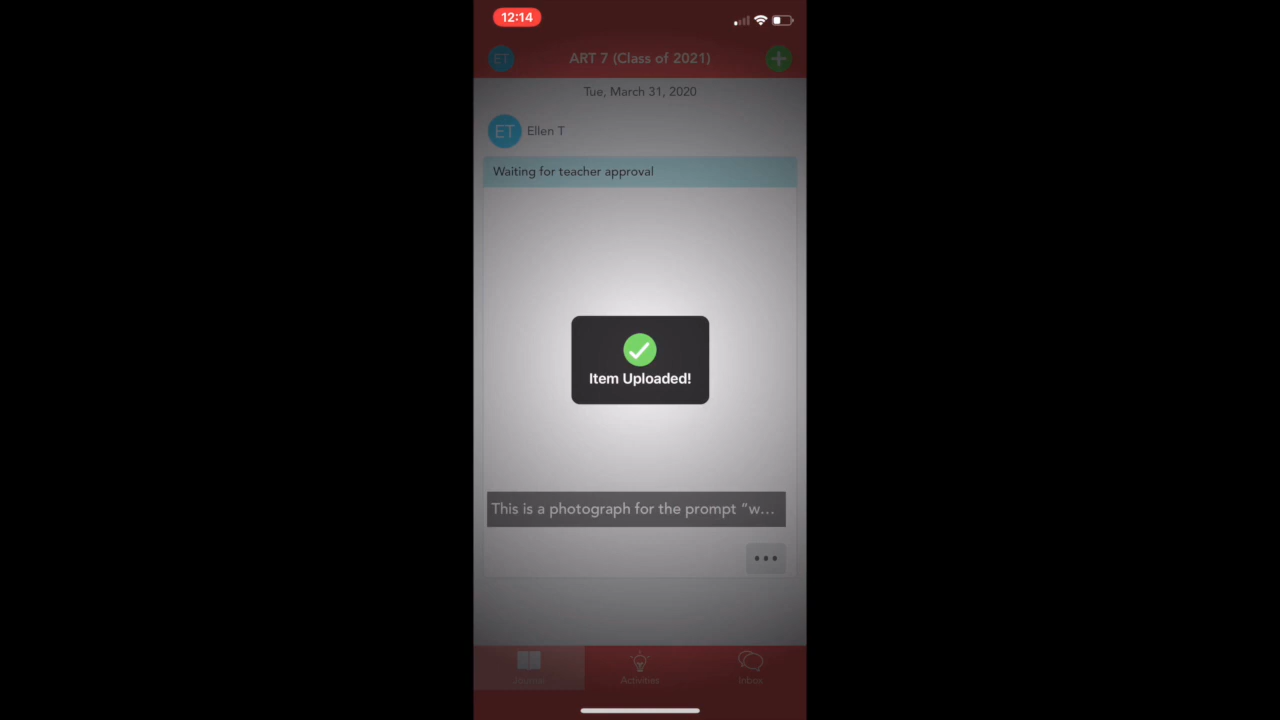 12:14
ET
ART 7 (Class of 2021)
Tue, March 31, 2020
ET
Ellen T
Waiting for teacher approval
Item Uploaded!
This is a photograph for the prompt “w...
Journal
Activities
Inbox